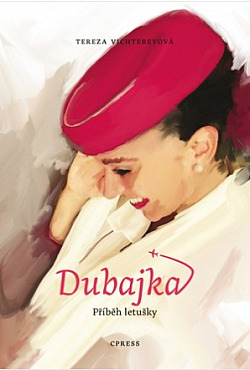 TEREZA VICHTEREYOVÁ
Dubajka
Příběh letušky
CPRESS